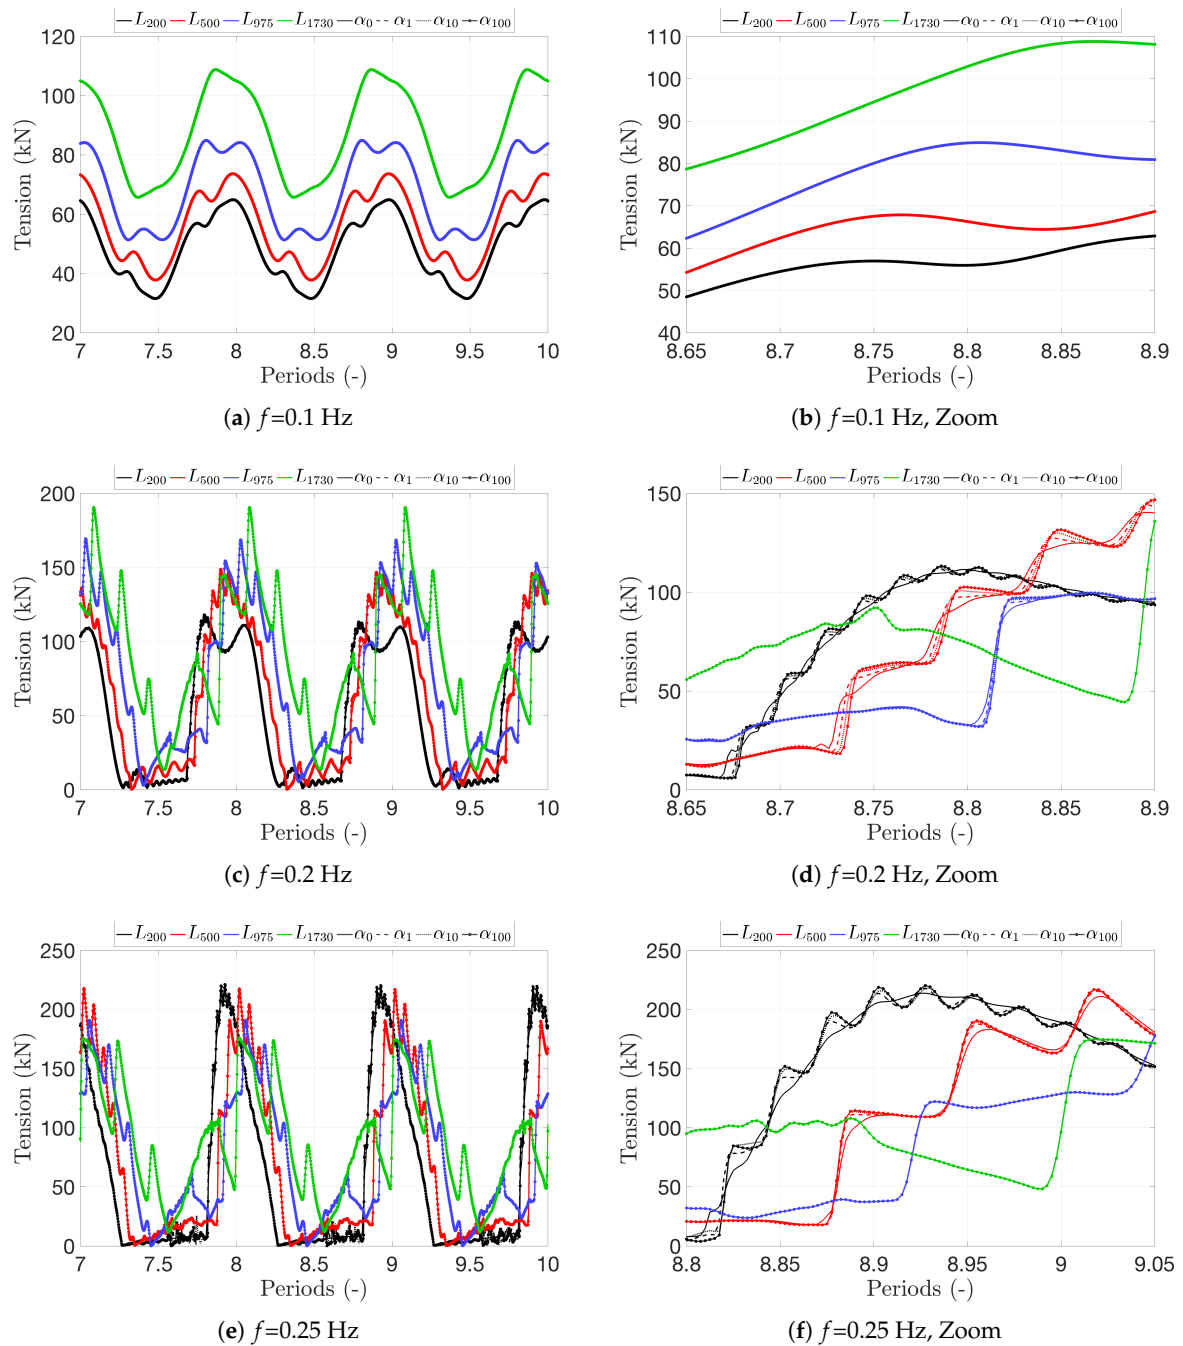 L200 L500 L975 L1730 α0 α1 α10 α100
120
100
80
60
40
20
Tension (kN)
7 7.5 8 8.5 9 9.5 10
Periods (-)
(a) f=0.1 Hz
L200 L500 L975 L1730 α0 α1 α10 α100
110
100
90
80
70
60
50
40
Tension (kN)
8.65 8.7 8.75 8.8 8.85 8.9
Periods (-)
(b) f=0.1 Hz, Zoom
L200 L500 L975 L1730 α0 α1 α10 α100
200
150
100
50
0
Tension (kN)
7 7.5 8 8.5 9 9.5 10
Periods (-)
(c) f=0.2 Hz
L200 L500 L975 L1730 α0 α1 α10 α100
150
100
50
0
Tension (kN)
8.65 8.7 8.75 8.8 8.85 8.9
Periods (-)
(d) f=0.2 Hz, Zoom
L200 L500 L975 L1730 α0 α1 α10 α100
250
200
150
100
50
0
Tension (kN)
7 7.5 8 8.5 9 9.5 10
Periods (-)
(e) f=0.25 Hz
L200 L500 L975 L1730 α0 α1 α10 α100
250
200
150
100
50
0
Tension (kN)
8.8 8.85 8.9 8.95 9 9.05
Periods (-)
(f) f=0.25 Hz, Zoom